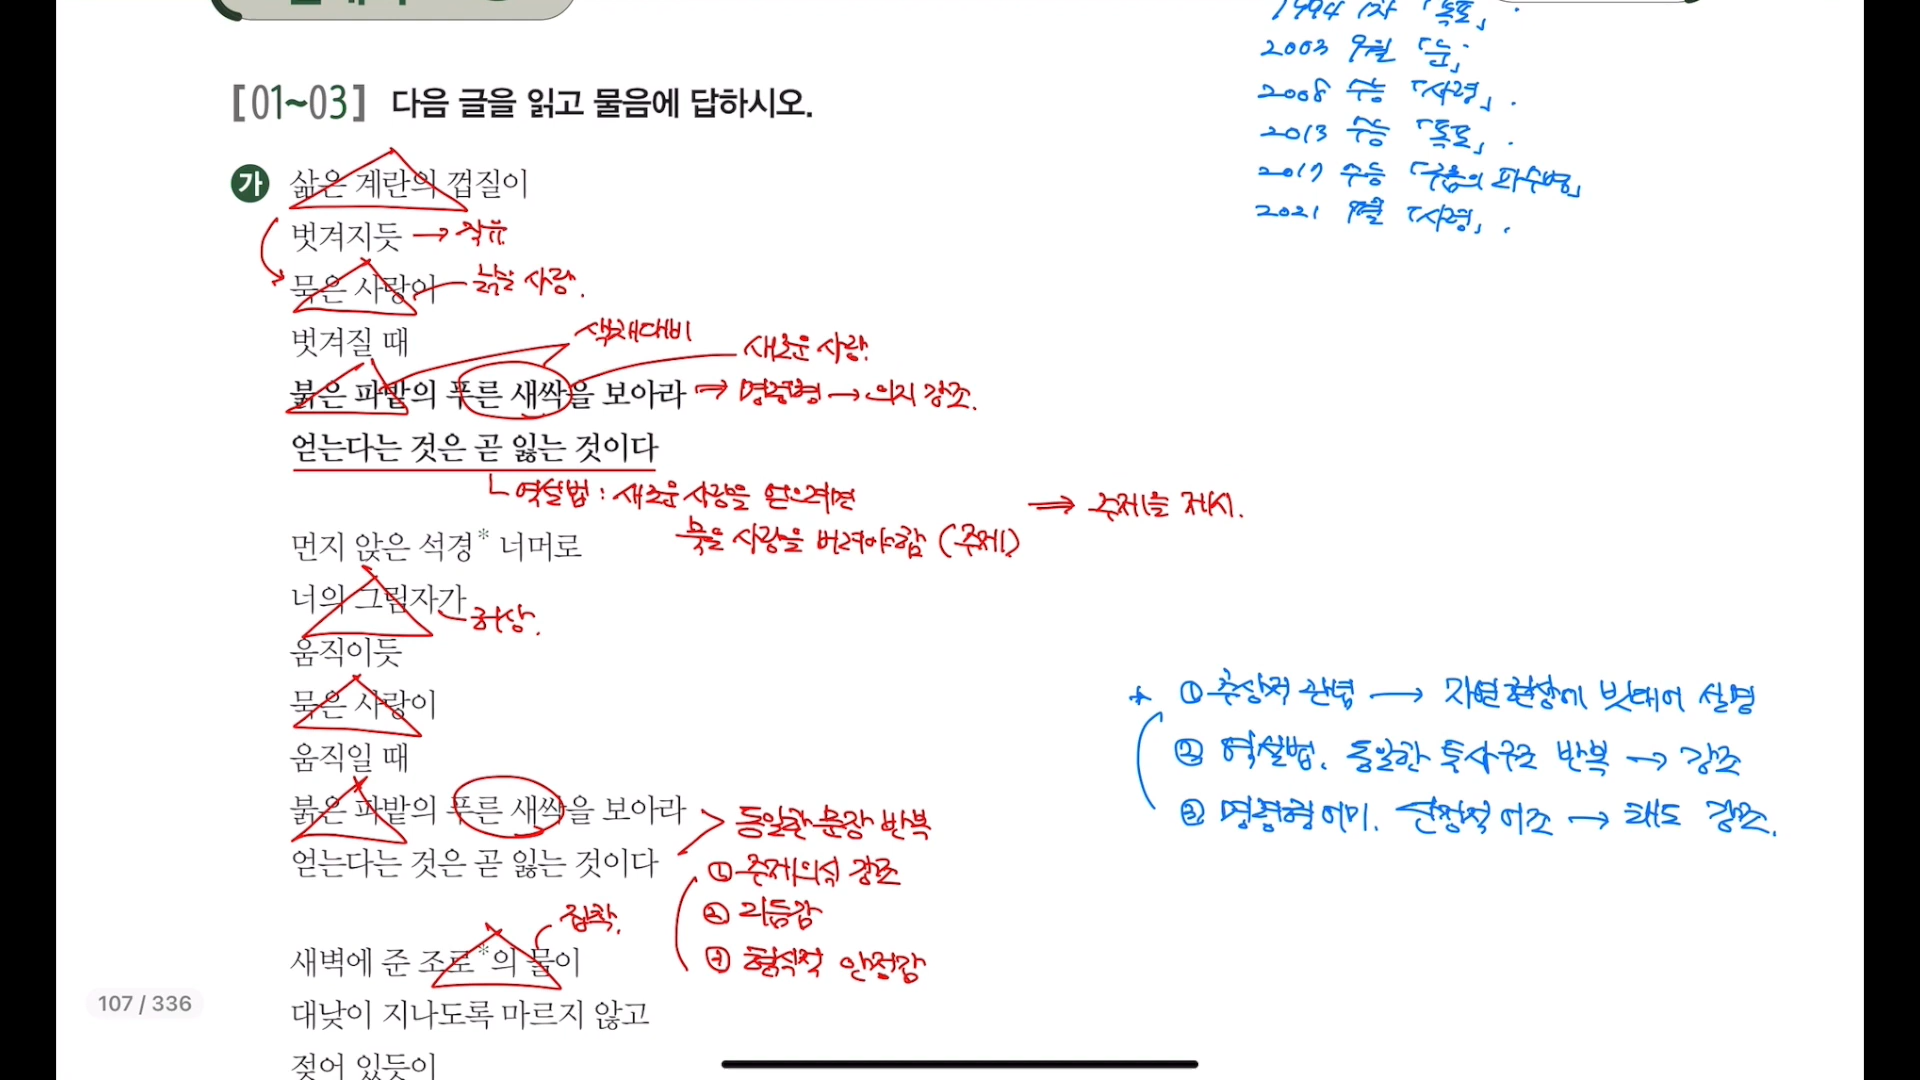 1994 1차 「폭포」.
2003 9월 「눈」
2008 수능 「사령」.
2013 수능 「폭포」.
2017 수능 「구름의 파수병」
2021 9월 「사령」.
[01~03] 다음 글을 읽고 물음에 답하시오.
가 삶은 계란의 껍질이
벗겨지듯 → 직유
묵은 사랑이 낡은 사랑.
벗겨질 때
색채대비
새로운 사랑.
붉은 파밭의 푸른 새싹을 보아라 ⇒ 명령형 → 의지 강조.
얻는다는 것은 곧 잃는 것이다
역설법 : 새로운 사랑을 얻으려면
묵은 사랑을 버려야 함 (주제) ⇒ 주제를 제시.
먼지 앉은 석경* 너머로
너의 그림자가 허상.
움직이듯
묵은 사랑이
움직일 때
붉은 파밭의 푸른 새싹을 보아라
얻는다는 것은 곧 잃는 것이다
동일한 문장 반복
① 주제의식 강조
② 리듬감
③ 형식적 안정감
* ① 추상적 관념 → 자연현상에 빗대어 설명
② 역설법. 동일한 통사구조 반복 → 강조
③ 명령형 어미. 단정적 어조 → 태도 강조.
집착.
새벽에 준 조로*의 물이
대낮이 지나도록 마르지 않고
젖어 있듯이
107 / 336